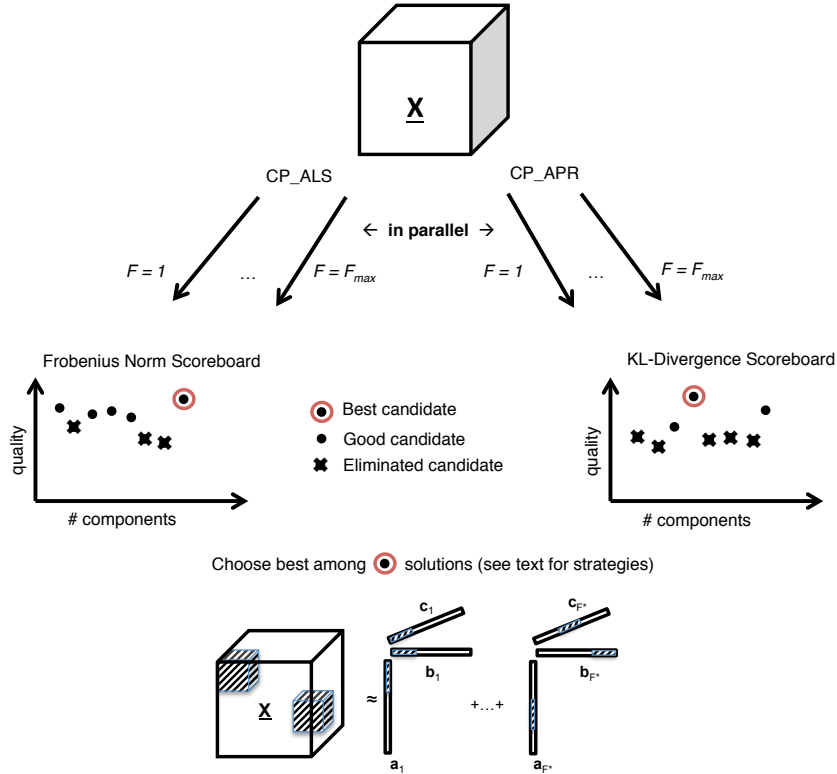 X
CP_ALS
CP_APR
← in parallel →
F = 1
...
F = Fmax
F = 1
...
F = Fmax
Frobenius Norm Scoreboard
quality
# components
Best candidate
Good candidate
Eliminated candidate
KL-Divergence Scoreboard
quality
# components
Choose best among solutions (see text for strategies)
X
≈
c1
b1
a1
+...+
cF*
bF*
aF*